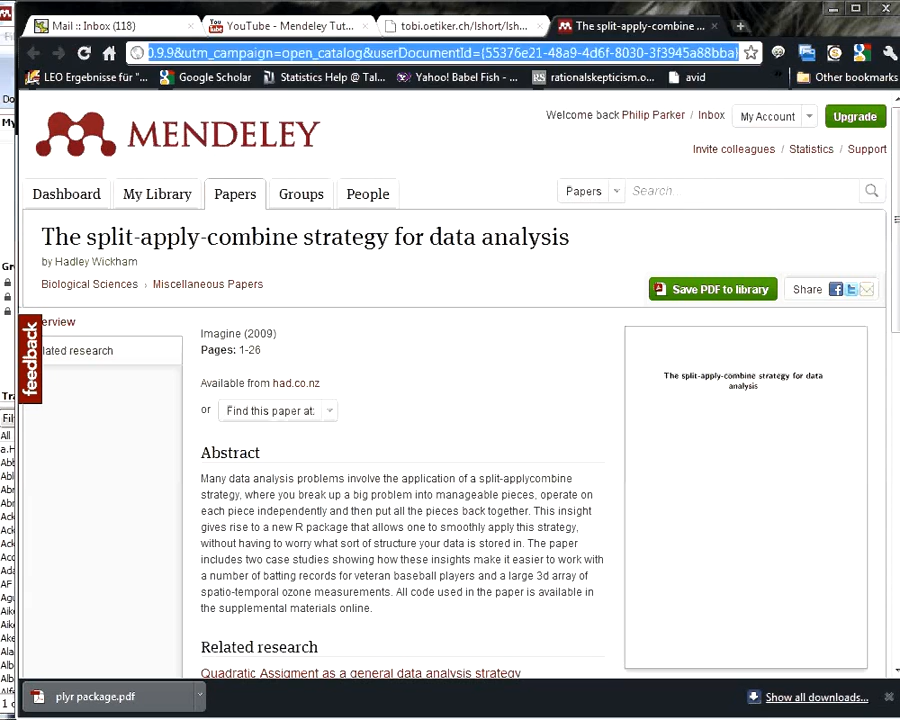 Mail :: Inbox (118)
YouTube - Mendeley Tut...
tobi.oetiker.ch/lshort/lsh...
The split-apply-combine ...
0.9.9&utm_campaign=open_catalog&userDocumentId={55376e21-48a9-4d6f-8030-3f3945a88bba}
LEO Ergebnisse für "...
Google Scholar
Statistics Help @ Tal...
Yahoo! Babel Fish - ...
RS rationalskepticism.o...
avid
Other bookmarks
MENDELEY
Welcome back Philip Parker / Inbox
My Account
Upgrade
Invite colleagues / Statistics / Support
Dashboard
My Library
Papers
Groups
People
Papers
Search...
The split-apply-combine strategy for data analysis
by Hadley Wickham
Biological Sciences › Miscellaneous Papers
Save PDF to library
Share
feedback
erview
lated research
Imagine (2009)
Pages: 1-26
Available from had.co.nz
or
Find this paper at:
Abstract
Many data analysis problems involve the application of a split-applycombine
strategy, where you break up a big problem into manageable pieces, operate on
each piece independently and then put all the pieces back together. This insight
gives rise to a new R package that allows one to smoothly apply this strategy,
without having to worry what sort of structure your data is stored in. The paper
includes two case studies showing how these insights make it easier to work with
a number of batting records for veteran baseball players and a large 3d array of
spatio-temporal ozone measurements. All code used in the paper is available in
the supplemental materials online.
Related research
Quadratic Assigment as a general data analysis strategy
The split-apply-combine strategy for data
analysis
plyr package.pdf
Show all downloads...